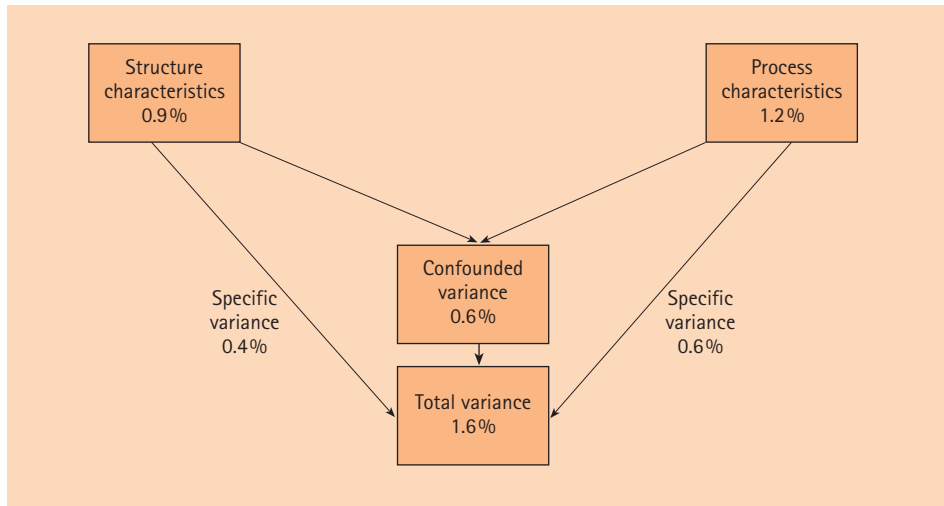 Structure
characteristics
0.9%
Process
characteristics
1.2%
Confounded
variance
0.6%
Specific
variance
0.4%
Specific
variance
0.6%
Total variance
1.6%